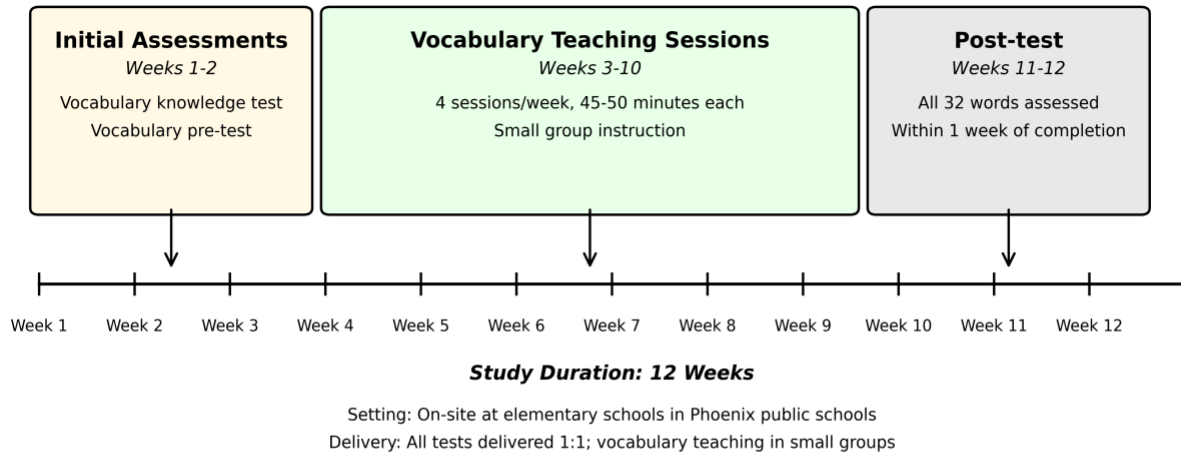 Initial Assessments
Weeks 1-2
Vocabulary knowledge test
Vocabulary pre-test
Vocabulary Teaching Sessions
Weeks 3-10
4 sessions/week, 45-50 minutes each
Small group instruction
Post-test
Weeks 11-12
All 32 words assessed
Within 1 week of completion
Week 1 Week 2 Week 3 Week 4 Week 5 Week 6 Week 7 Week 8 Week 9 Week 10 Week 11 Week 12
Study Duration: 12 Weeks
Setting: On-site at elementary schools in Phoenix public schools
Delivery: All tests delivered 1:1; vocabulary teaching in small groups